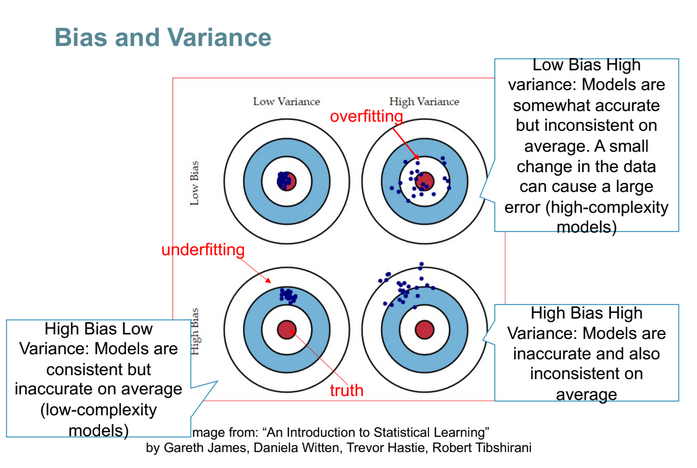 Bias and Variance
Low Variance
High Variance
overfitting
Low Bias
Low Bias High
variance: Models are
somewhat accurate
but inconsistent on
average. A small
change in the data
can cause a large
error (high-complexity
models)
underfitting
High Bias
High Bias Low
Variance: Models are
consistent but
inaccurate on average
(low-complexity
models)
truth
High Bias High
Variance: Models are
inaccurate and also
inconsistent on
average
mage from: “An Introduction to Statistical Learning”
by Gareth James, Daniela Witten, Trevor Hastie, Robert Tibshirani